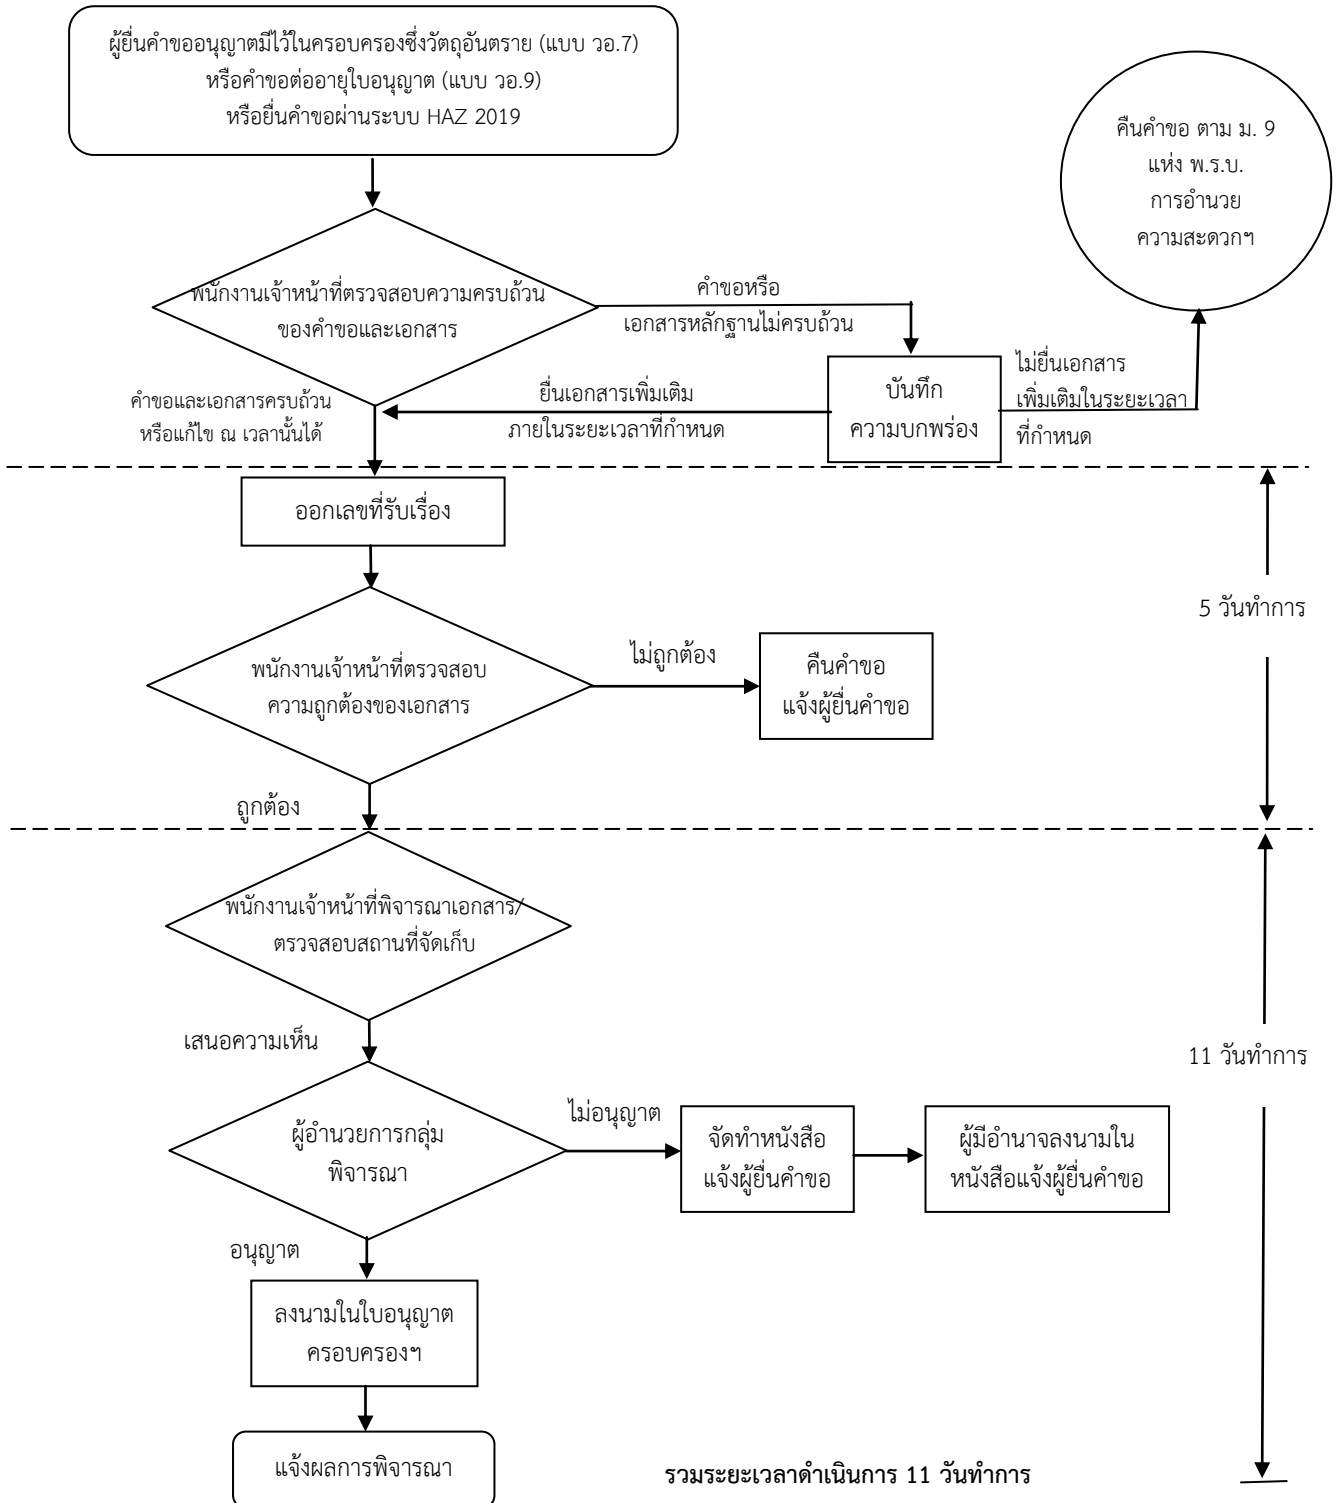 ผู้ยื่นคำขออนุญาตมีไว้ในครอบครองซึ่งวัตถุอันตราย (แบบ วอ.7)
หรือคำขอต่ออายุใบอนุญาต (แบบ วอ.9)
หรือยื่นคำขอผ่านระบบ HAZ 2019
คืนคำขอ ตาม ม. 9
แห่ง พ.ร.บ.
การอำนวย
ความสะดวกฯ
พนักงานเจ้าหน้าที่ตรวจสอบความครบถ้วน
ของคำขอและเอกสาร
คำขอหรือ
เอกสารหลักฐานไม่ครบถ้วน
บันทึก
ความบกพร่อง
ไม่ยื่นเอกสาร
เพิ่มเติมในระยะเวลา
ที่กำหนด
ยื่นเอกสารเพิ่มเติม
ภายในระยะเวลาที่กำหนด
คำขอและเอกสารครบถ้วน
หรือแก้ไข ณ เวลานั้นได้
ออกเลขที่รับเรื่อง
5 วันทำการ
พนักงานเจ้าหน้าที่ตรวจสอบ
ความถูกต้องของเอกสาร
ไม่ถูกต้อง
คืนคำขอ
แจ้งผู้ยื่นคำขอ
ถูกต้อง
พนักงานเจ้าหน้าที่พิจารณาเอกสาร/
ตรวจสอบสถานที่จัดเก็บ
เสนอความเห็น
11 วันทำการ
ผู้อำนวยการกลุ่ม
พิจารณา
ไม่อนุญาต
จัดทำหนังสือ
แจ้งผู้ยื่นคำขอ
ผู้มีอำนาจลงนามใน
หนังสือแจ้งผู้ยื่นคำขอ
อนุญาต
ลงนามในใบอนุญาต
ครอบครองฯ
แจ้งผลการพิจารณา
รวมระยะเวลาดำเนินการ 11 วันทำการ